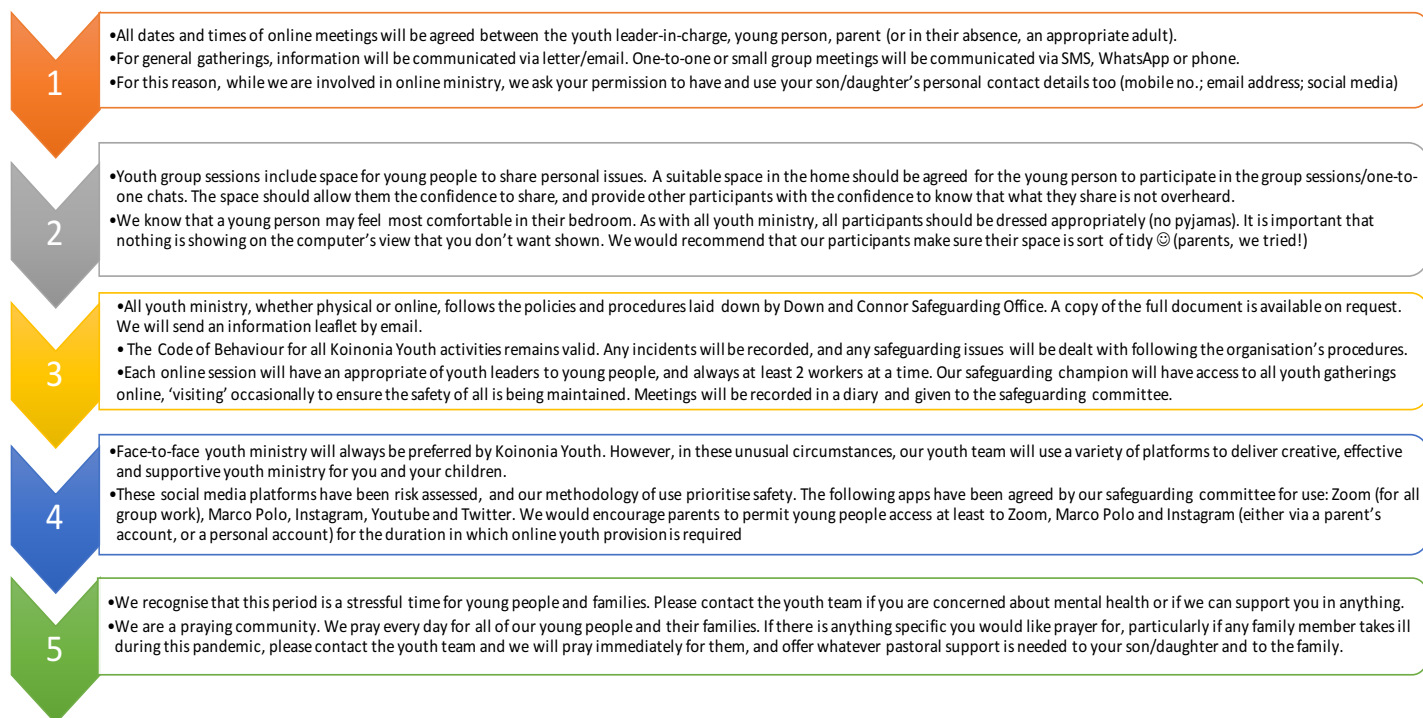 1
•All dates and times of online meetings will be agreed between the youth leader-in-charge, young person, parent (or in their absence, an appropriate adult).
•For general gatherings, information will be communicated via letter/email. One-to-one or small group meetings will be communicated via SMS, WhatsApp or phone.
•For this reason, while we are involved in online ministry, we ask your permission to have and use your son/daughter's personal contact details too (mobile no.; email address; social media)
2
•Youth group sessions include space for young people to share personal issues. A suitable space in the home should be agreed for the young person to participate in the group sessions/one-to-
one chats. The space should allow them the confidence to share, and provide other participants with the confidence to know that what they share is not overheard.
•We know that a young person may feel most comfortable in their bedroom. As with all youth ministry, all participants should be dressed appropriately (no pyjamas). It is important that
nothing is showing on the computer's view that you don't want shown. We would recommend that our participants make sure their space is sort of tidy ☺ (parents, we tried!)
3
•All youth ministry, whether physical or online, follows the policies and procedures laid down by Down and Connor Safeguarding Office. A copy of the full document is available on request.
We will send an information leaflet by email.
• The Code of Behaviour for all Koinonia Youth activities remains valid. Any incidents will be recorded, and any safeguarding issues will be dealt with following the organisation's procedures.
•Each online session will have an appropriate of youth leaders to young people, and always at least 2 workers at a time. Our safeguarding champion will have access to all youth gatherings
online, 'visiting' occasionally to ensure the safety of all is being maintained. Meetings will be recorded in a diary and given to the safeguarding committee.
4
•Face-to-face youth ministry will always be preferred by Koinonia Youth. However, in these unusual circumstances, our youth team will use a variety of platforms to deliver creative, effective
and supportive youth ministry for you and your children.
•These social media platforms have been risk assessed, and our methodology of use prioritise safety. The following apps have been agreed by our safeguarding committee for use: Zoom (for all
group work), Marco Polo, Instagram, Youtube and Twitter. We would encourage parents to permit young people access at least to Zoom, Marco Polo and Instagram (either via a parent's
account, or a personal account) for the duration in which online youth provision is required
5
•We recognise that this period is a stressful time for young people and families. Please contact the youth team if you are concerned about mental health or if we can support you in anything.
•We are a praying community. We pray every day for all of our young people and their families. If there is anything specific you would like prayer for, particularly if any family member takes ill
during this pandemic, please contact the youth team and we will pray immediately for them, and offer whatever pastoral support is needed to your son/daughter and to the family.